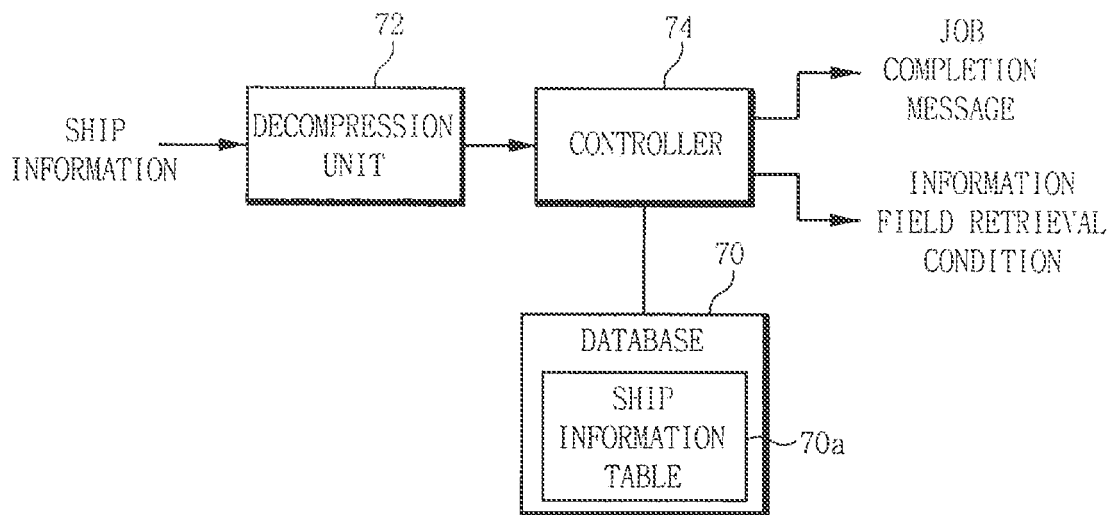 72
74
JOB
COMPLETION
MESSAGE
SHIP
INFORMATION
DECOMPRESSION
UNIT
CONTROLLER
INFORMATION
FIELD RETRIEVAL
CONDITION
70
DATABASE
SHIP
INFORMATION
TABLE
70a